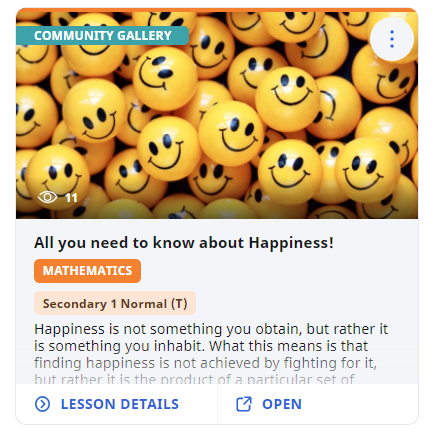 COMMUNITY GALLERY
11
All you need to know about Happiness!
MATHEMATICS
Secondary 1 Normal (T)
Happiness is not something you obtain, but rather it
is something you inhabit. What this means is that
finding happiness is not achieved by fighting for it,
but rather it is the product of a particular set of
LESSON DETAILS
OPEN